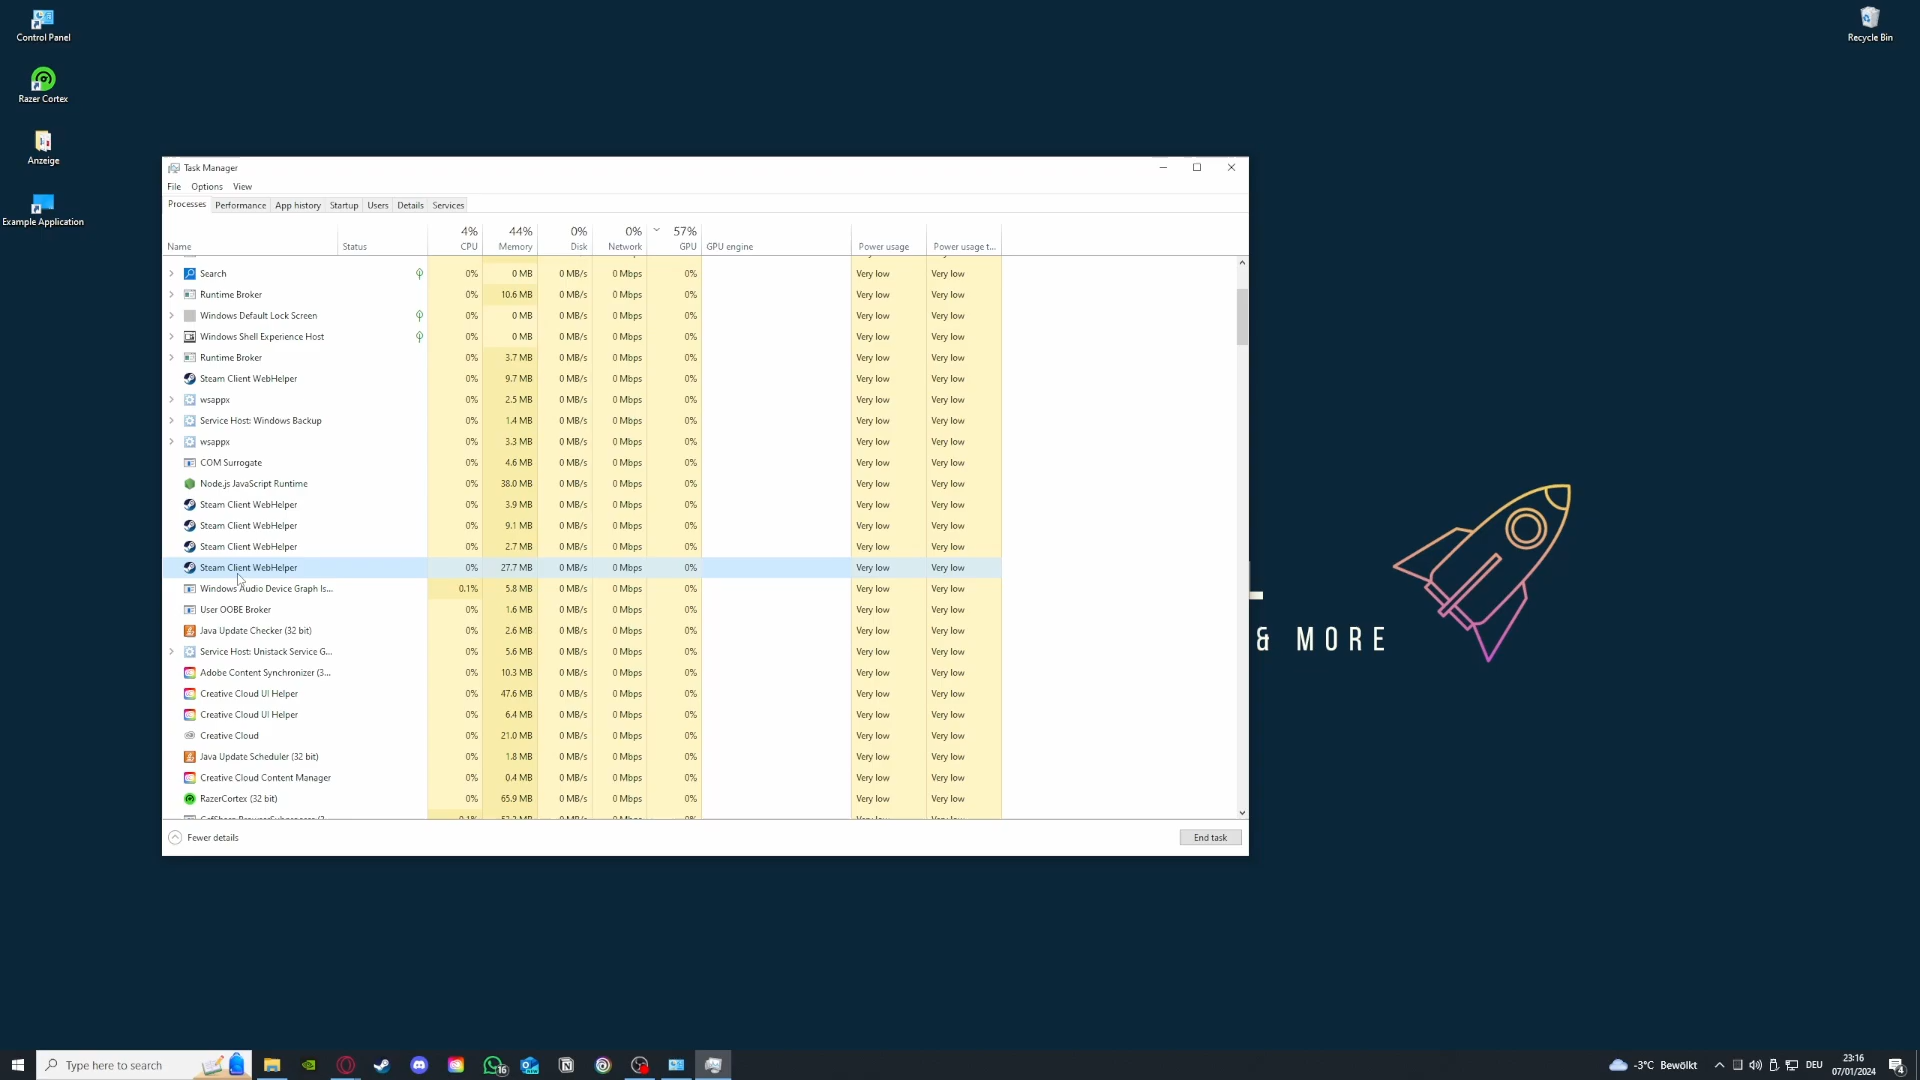 Control Panel
Recycle Bin
Razer Cortex
Anzeige
Example Application
Task Manager
File Options View
Processes Performance App history Startup Users Details Services
4% 44% 0% 0% 57%
Name Status CPU Memory Disk Network GPU GPU engine Power usage Power usage t...
Search 0% 0 MB 0 MB/s 0 Mbps 0% Very low Very low
Runtime Broker 0% 10.6 MB 0 MB/s 0 Mbps 0% Very low Very low
Windows Default Lock Screen 0% 0 MB 0 MB/s 0 Mbps 0% Very low Very low
Windows Shell Experience Host 0% 0 MB 0 MB/s 0 Mbps 0% Very low Very low
Runtime Broker 0% 3.7 MB 0 MB/s 0 Mbps 0% Very low Very low
Steam Client WebHelper 0% 9.7 MB 0 MB/s 0 Mbps 0% Very low Very low
wsappx 0% 2.5 MB 0 MB/s 0 Mbps 0% Very low Very low
Service Host: Windows Backup 0% 1.4 MB 0 MB/s 0 Mbps 0% Very low Very low
wsappx 0% 3.3 MB 0 MB/s 0 Mbps 0% Very low Very low
COM Surrogate 0% 4.6 MB 0 MB/s 0 Mbps 0% Very low Very low
Node.js JavaScript Runtime 0% 38.0 MB 0 MB/s 0 Mbps 0% Very low Very low
Steam Client WebHelper 0% 3.9 MB 0 MB/s 0 Mbps 0% Very low Very low
Steam Client WebHelper 0% 9.1 MB 0 MB/s 0 Mbps 0% Very low Very low
Steam Client WebHelper 0% 2.7 MB 0 MB/s 0 Mbps 0% Very low Very low
Steam Client WebHelper 0% 27.7 MB 0 MB/s 0 Mbps 0% Very low Very low
Windows Audio Device Graph Is... 0.1% 5.8 MB 0 MB/s 0 Mbps 0% Very low Very low
User OOBE Broker 0% 1.6 MB 0 MB/s 0 Mbps 0% Very low Very low
Java Update Checker (32 bit) 0% 2.6 MB 0 MB/s 0 Mbps 0% Very low Very low
Service Host: Unistack Service G... 0% 5.6 MB 0 MB/s 0 Mbps 0% Very low Very low
Adobe Content Synchronizer (3... 0% 10.3 MB 0 MB/s 0 Mbps 0% Very low Very low
Creative Cloud UI Helper 0% 47.6 MB 0 MB/s 0 Mbps 0% Very low Very low
Creative Cloud UI Helper 0% 6.4 MB 0 MB/s 0 Mbps 0% Very low Very low
Creative Cloud 0% 21.0 MB 0 MB/s 0 Mbps 0% Very low Very low
Java Update Scheduler (32 bit) 0% 1.8 MB 0 MB/s 0 Mbps 0% Very low Very low
Creative Cloud Content Manager 0% 0.4 MB 0 MB/s 0 Mbps 0% Very low Very low
RazerCortex (32 bit) 0% 65.9 MB 0 MB/s 0 Mbps 0% Very low Very low
Fewer details
End task
& MORE
Type here to search
16
-3°C Bewölkt
DEU
23:16
07/01/2024
4